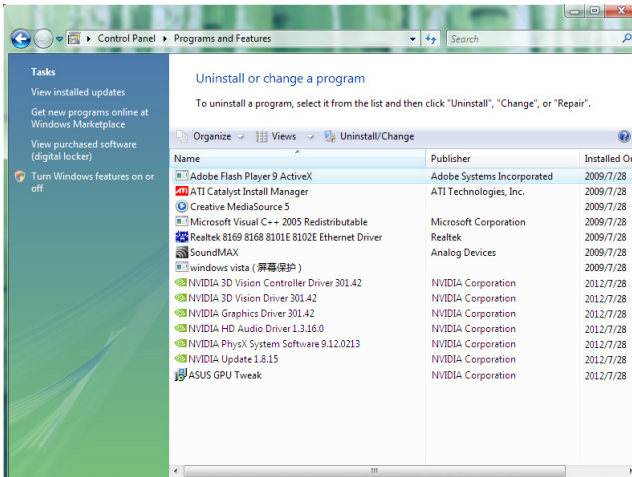 Control Panel ▸ Programs and Features
Search
Tasks
View installed updates
Get new programs online at
Windows Marketplace
View purchased software
(digital locker)
Turn Windows features on or
off
Uninstall or change a program
To uninstall a program, select it from the list and then click "Uninstall", "Change", or "Repair".
Organize Views Uninstall/Change
Name Publisher Installed On
Adobe Flash Player 9 ActiveX Adobe Systems Incorporated 2009/7/28
ATI Catalyst Install Manager ATI Technologies, Inc. 2009/7/28
Creative MediaSource 5 2009/7/28
Microsoft Visual C++ 2005 Redistributable Microsoft Corporation 2009/7/28
Realtek 8169 8168 8101E 8102E Ethernet Driver Realtek 2009/7/28
SoundMAX Analog Devices 2009/7/28
windows vista ( 屏幕保护 ) 2009/7/28
NVIDIA 3D Vision Controller Driver 301.42 NVIDIA Corporation 2012/7/28
NVIDIA 3D Vision Driver 301.42 NVIDIA Corporation 2012/7/28
NVIDIA Graphics Driver 301.42 NVIDIA Corporation 2012/7/28
NVIDIA HD Audio Driver 1.3.16.0 NVIDIA Corporation 2012/7/28
NVIDIA PhysX System Software 9.12.0213 NVIDIA Corporation 2012/7/28
NVIDIA Update 1.8.15 NVIDIA Corporation 2012/7/28
ASUS GPU Tweak NVIDIA Corporation 2012/7/28